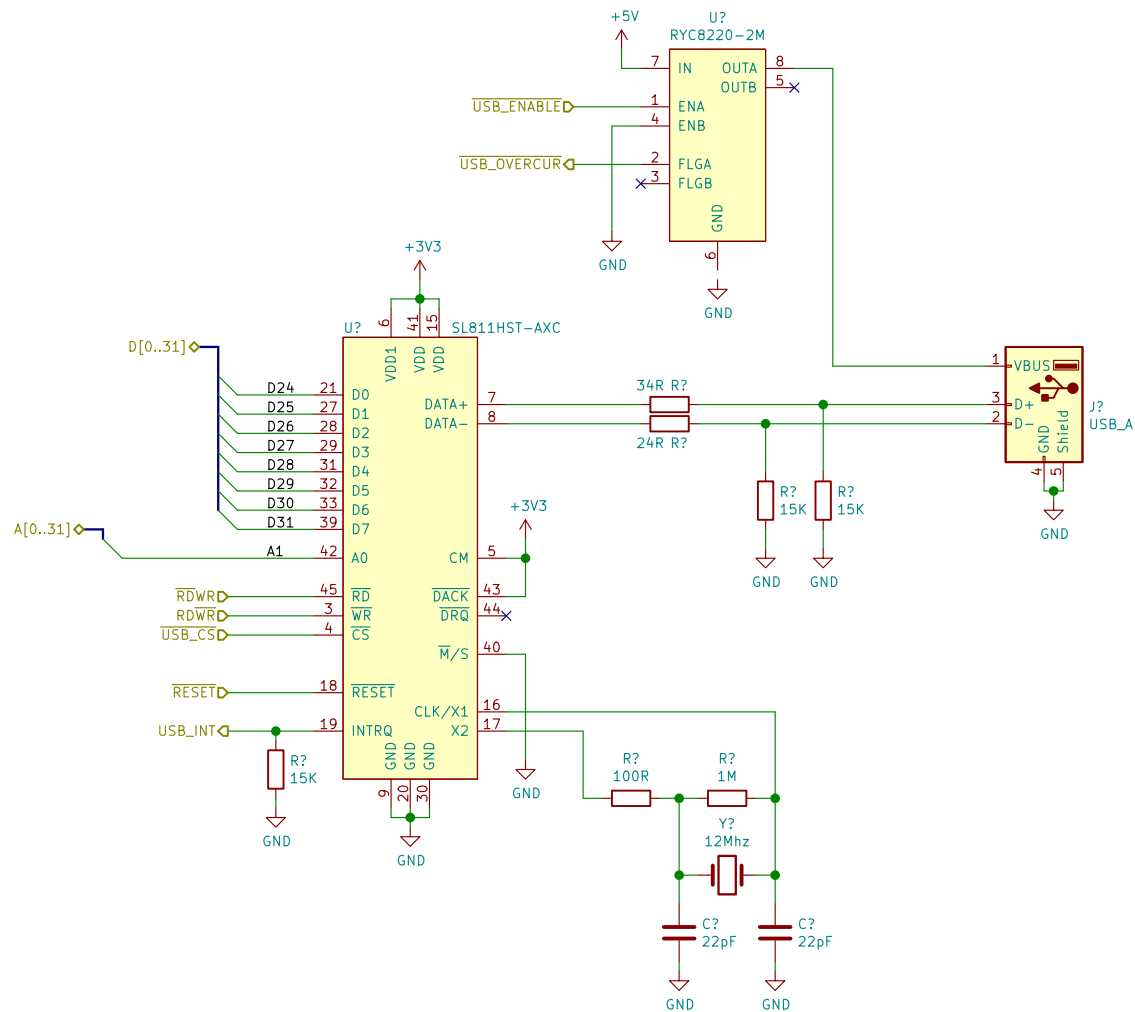 +5V
U?
RYC8220-2M
7
IN
OUTA
8
OUTB
5
USB_ENABLE
1
ENA
4
ENB
USB_OVERCUR
2
FLGA
3
FLGB
GND
6
GND
GND
+3V3
U?
SL811HST-AXC
6
41
15
VDD1
VDD
VDD
D[0..31]
D24
21
D0
D25
27
D1
D26
28
D2
D27
29
D3
D28
31
D4
D29
32
D5
D30
33
D6
D31
39
D7
A[0..31]
A1
42
A0
RDWR
45
RD
RDWR
3
WR
USB_CS
4
CS
RESET
18
RESET
USB_INT
19
INTRQ
R?
15K
GND
DATA+
7
DATA-
8
34R R?
24R R?
+3V3
CM
5
DACK
43
DRQ
44
M/S
40
CLK/X1
16
X2
17
GND
GND
GND
9
20
30
GND
GND
R?
15K
R?
15K
GND
GND
1
VBUS
3
D+
2
D-
GND
Shield
4
5
J?
USB_A
GND
R?
100R
R?
1M
Y?
12Mhz
C?
22pF
C?
22pF
GND
GND